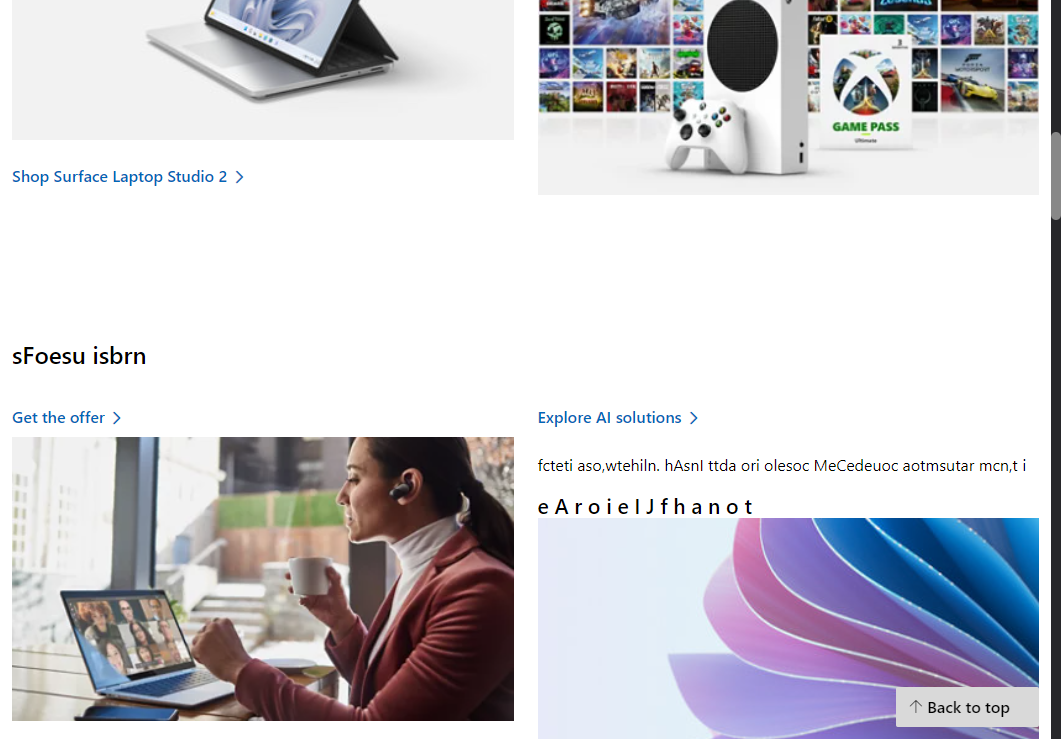 GAME PASS
Ultimate
Shop Surface Laptop Studio 2
sFoesu isbrn
Get the offer
Explore AI solutions
fcteti aso,wtehiln. hAsnI ttda ori olesoc MeCedeuoc aotmsutar mcn,t i
e A r o i e I J f h a n o t
Back to top